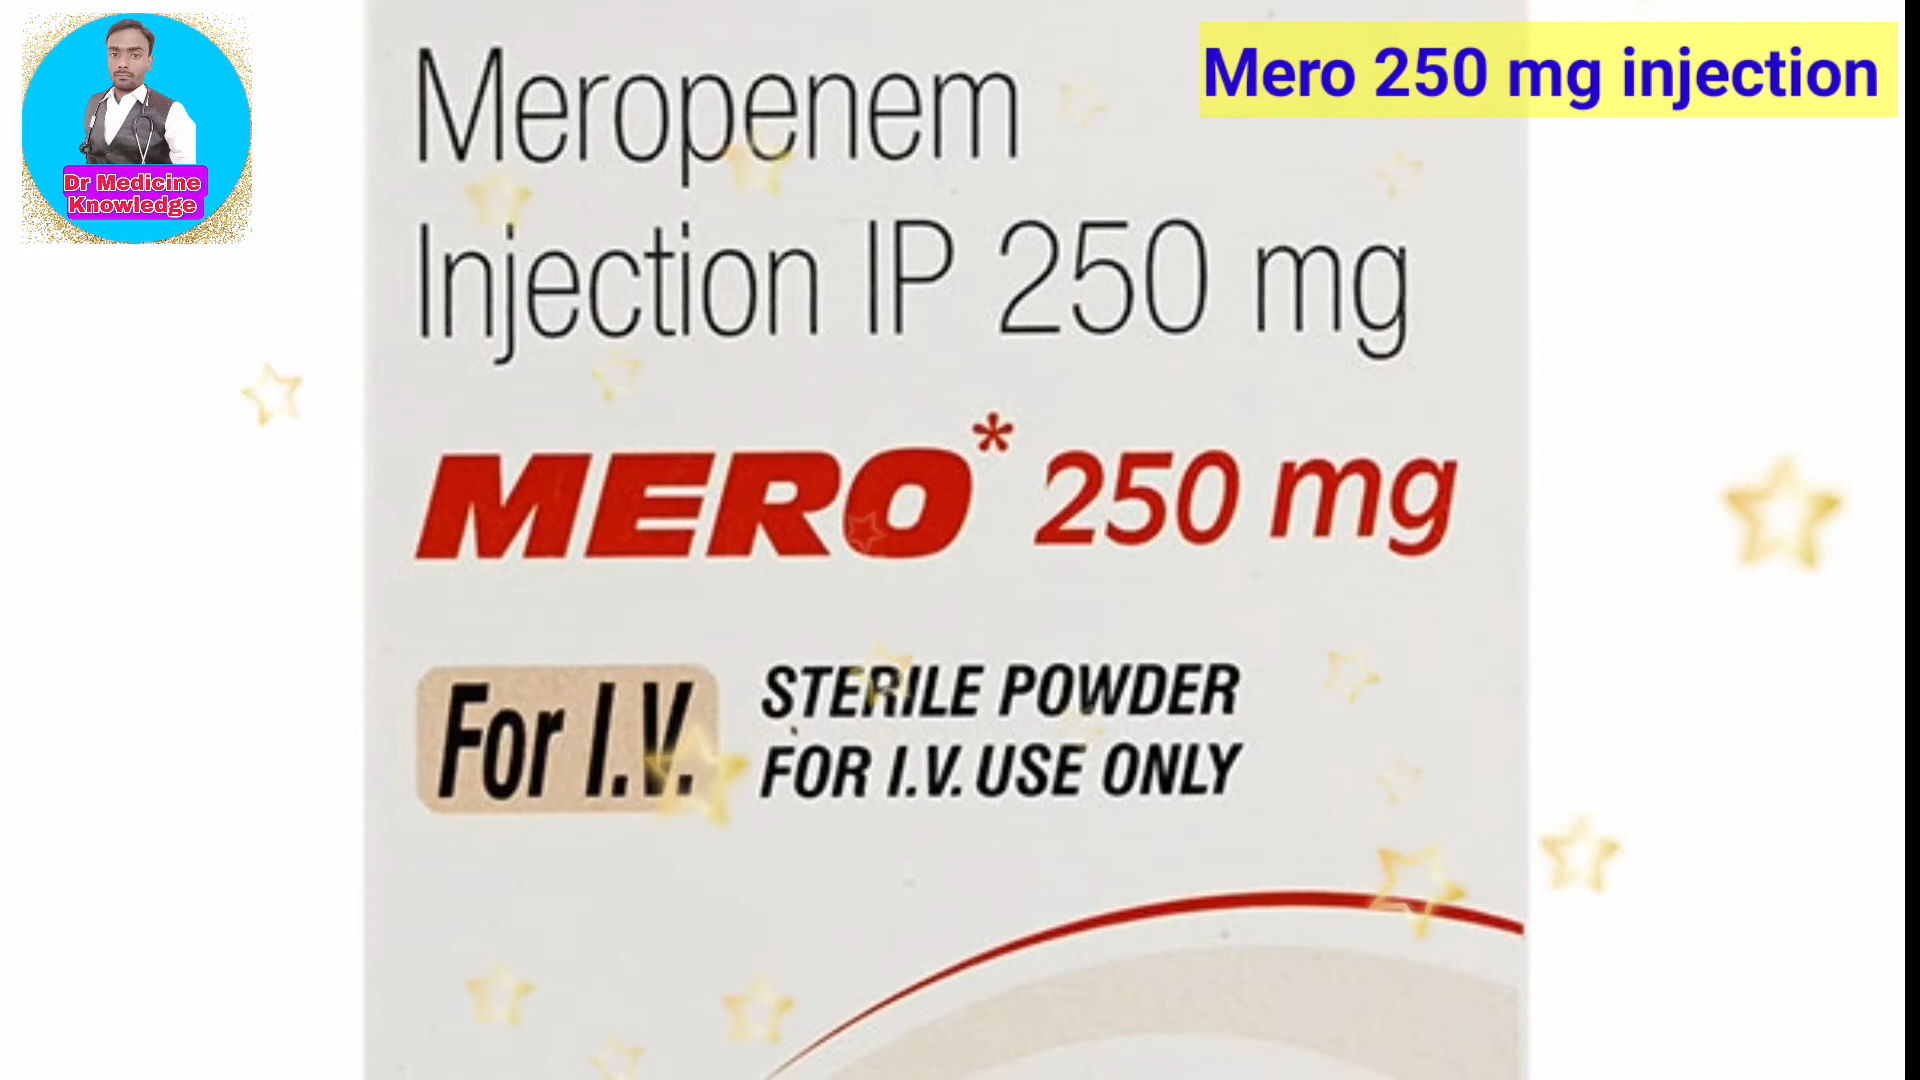 Dr Medicine
Knowledge
Mero 250 mg injection
Meropenem
Injection IP 250 mg
MERO* 250 mg
For I.V.
STERILE POWDER
FOR I.V. USE ONLY